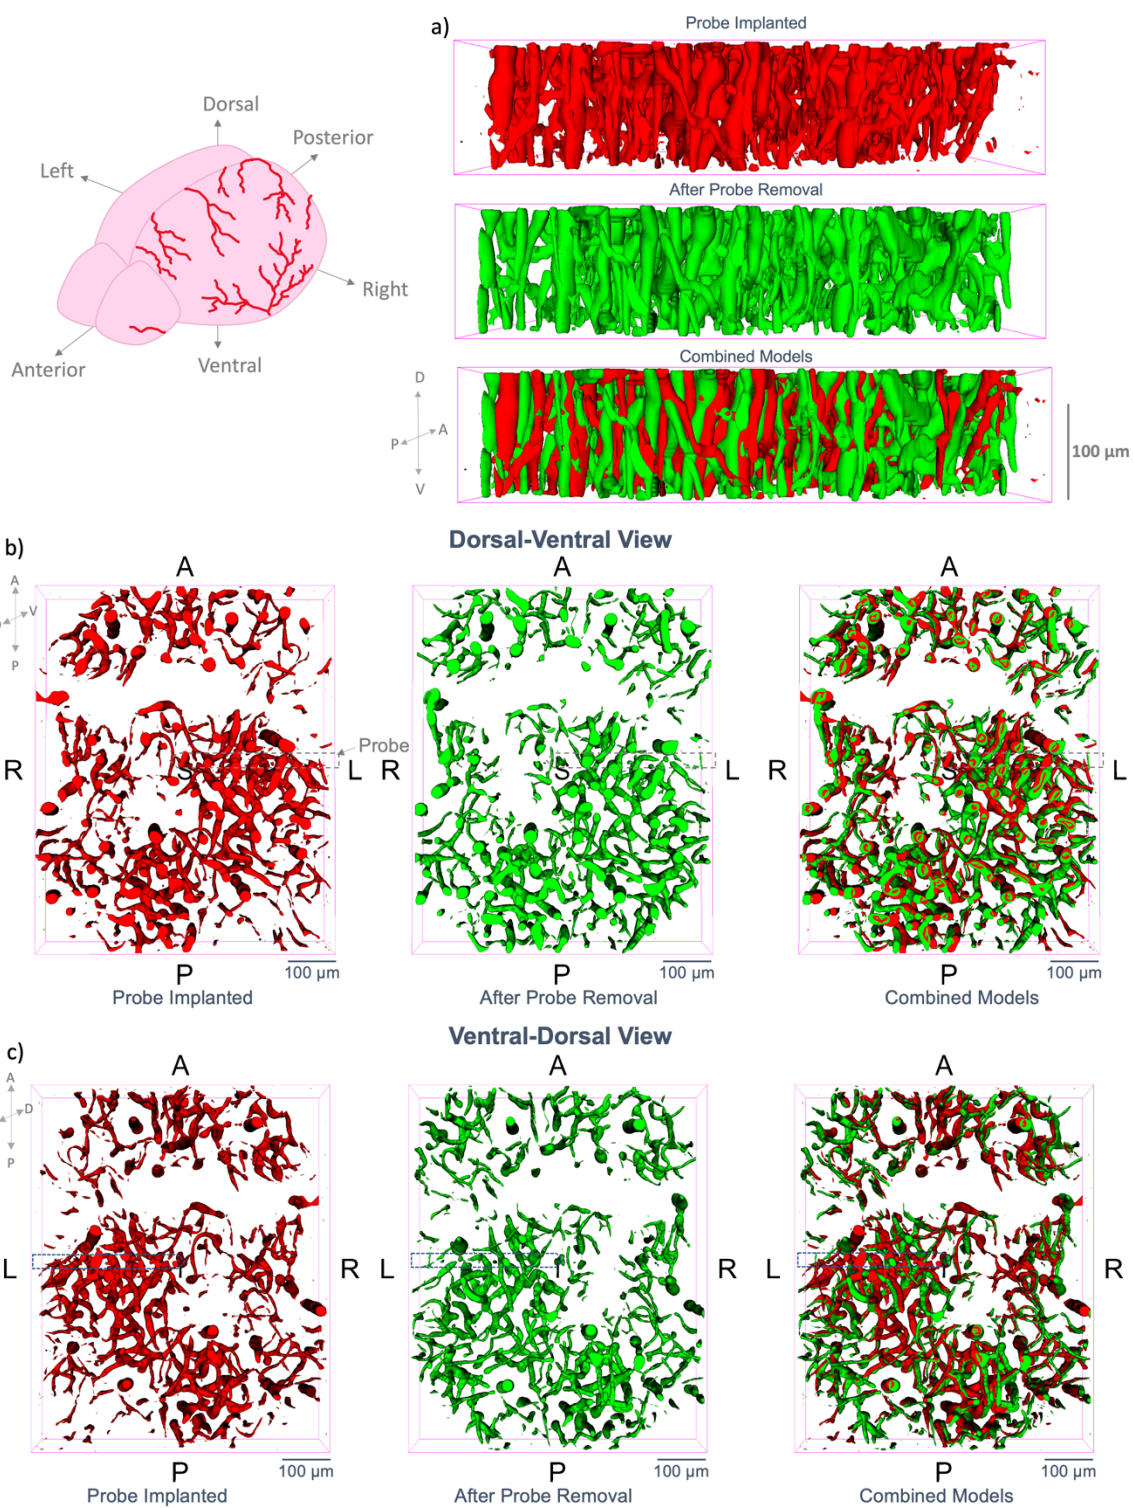 a)
Probe Implanted
Dorsal
Posterior
Left
Right
Anterior
Ventral
After Probe Removal
Combined Models
D
P
A
V
100 µm
b)
Dorsal-Ventral View
A
A
A
A
V
P
Probe
R
S
L
R
S
L
R
S
L
P
100 µm
100 µm
100 µm
Probe Implanted
After Probe Removal
Combined Models
c)
Ventral-Dorsal View
A
A
A
A
D
P
L
R
L
R
L
R
P
P
P
100 µm
100 µm
100 µm
Probe Implanted
After Probe Removal
Combined Models